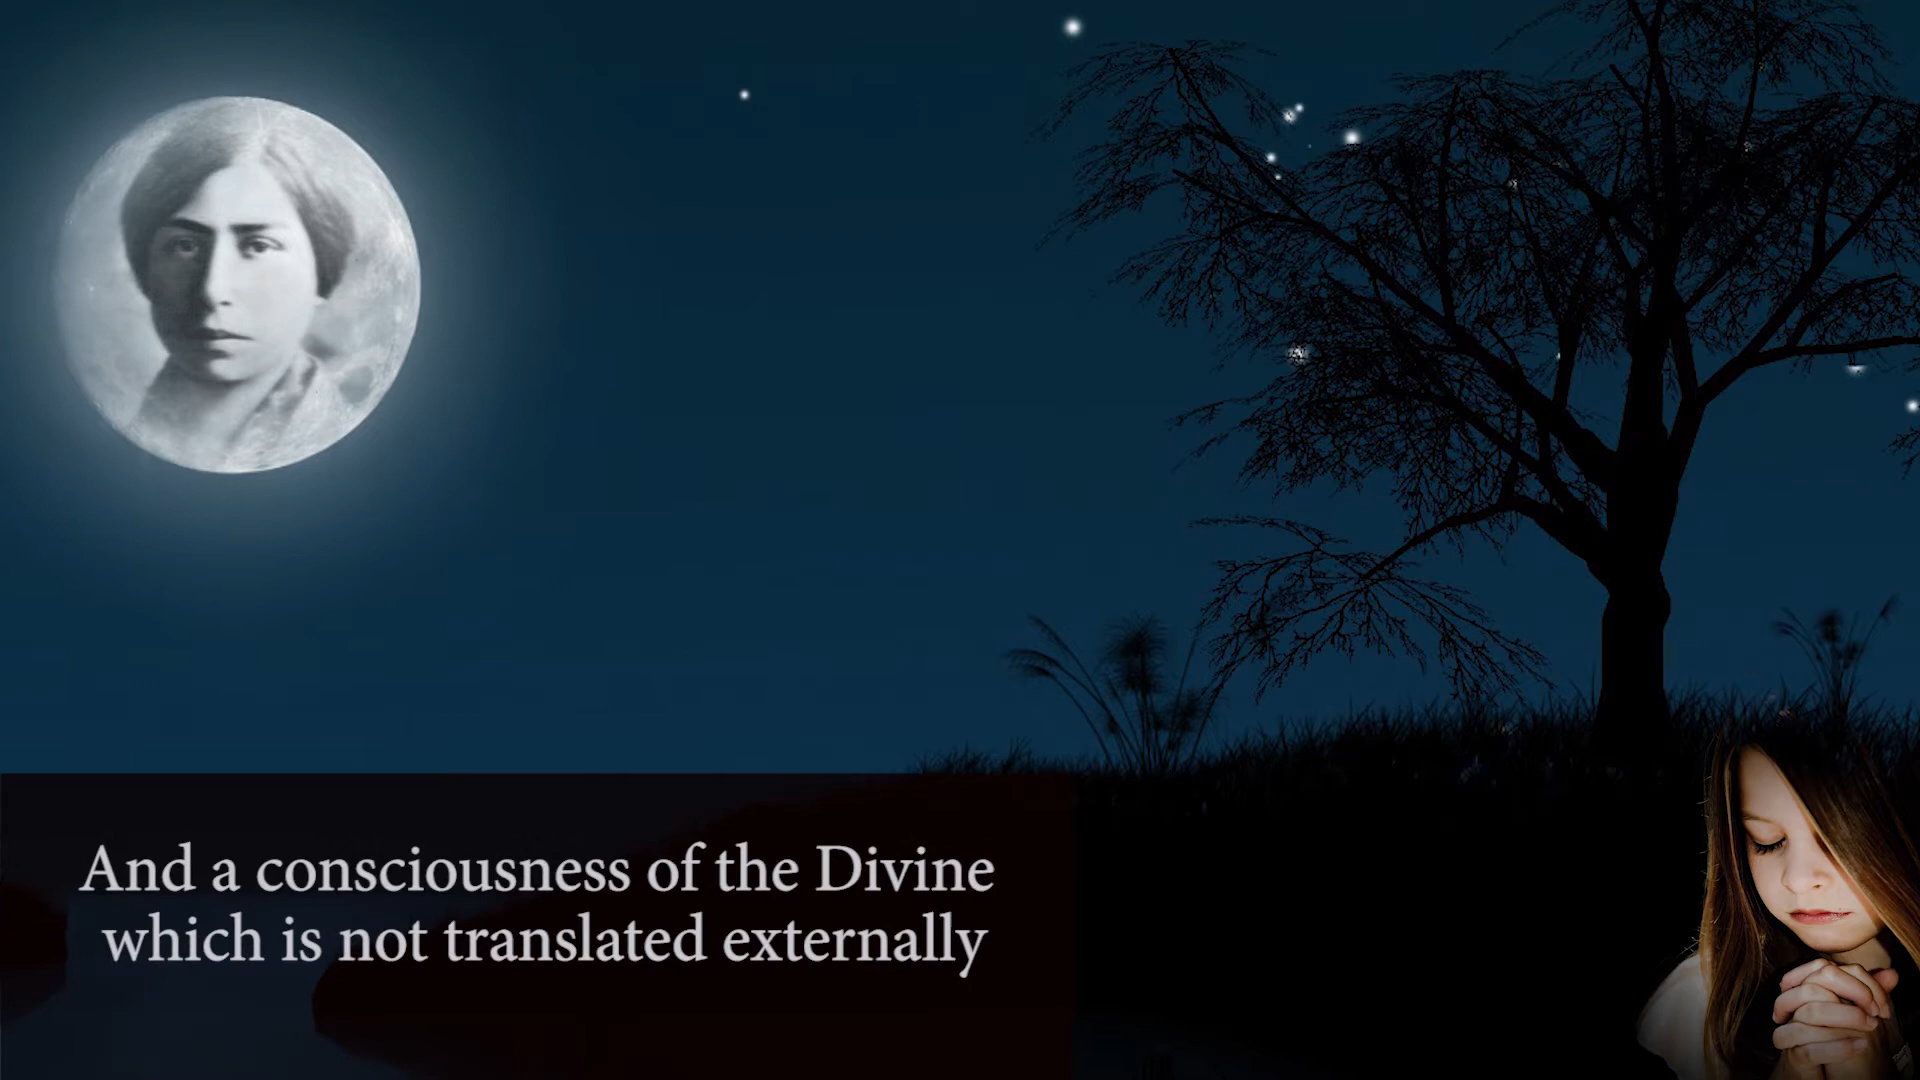 And a consciousness of the Divine
which is not translated externally